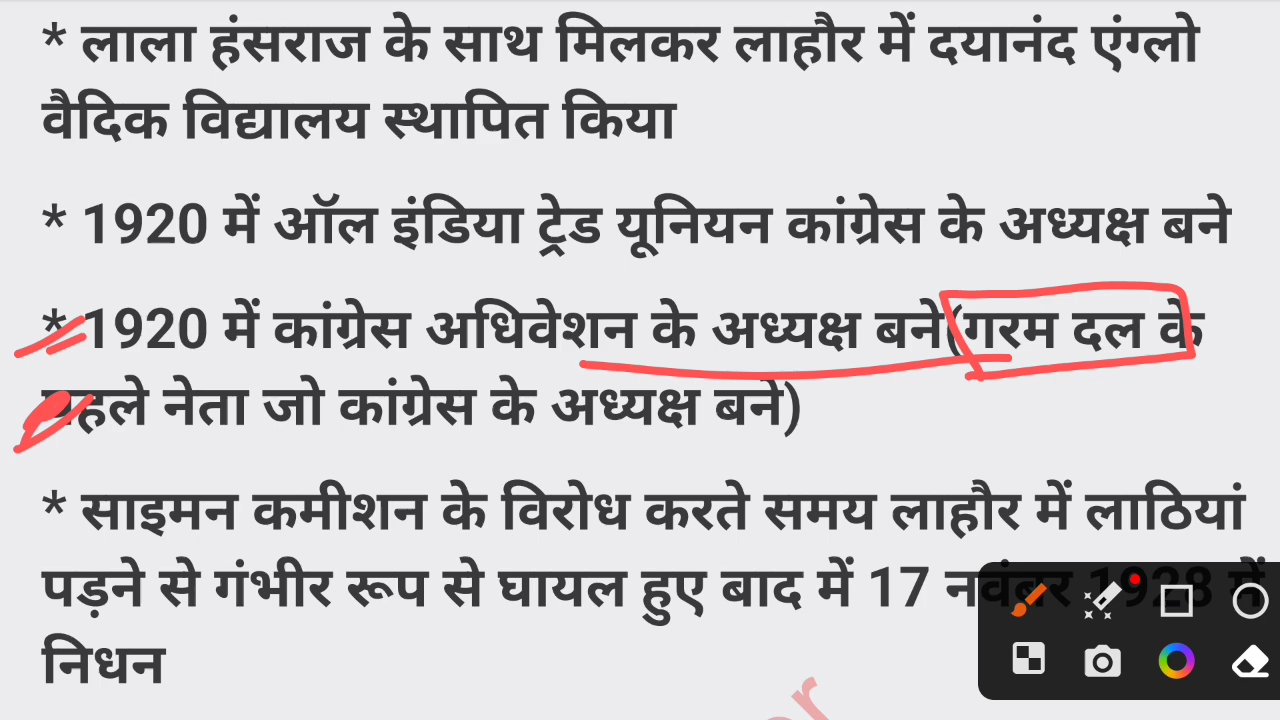 * लाला हंसराज के साथ मिलकर लाहौर में दयानंद एंग्लो
वैदिक विद्यालय स्थापित किया
* 1920 में ऑल इंडिया ट्रेड यूनियन कांग्रेस के अध्यक्ष बने
* 1920 में कांग्रेस अधिवेशन के अध्यक्ष बने(गरम दल के
पहले नेता जो कांग्रेस के अध्यक्ष बने)
* साइमन कमीशन के विरोध करते समय लाहौर में लाठियां
पड़ने से गंभीर रूप से घायल हुए बाद में 17 नवंबर 1928 में
निधन